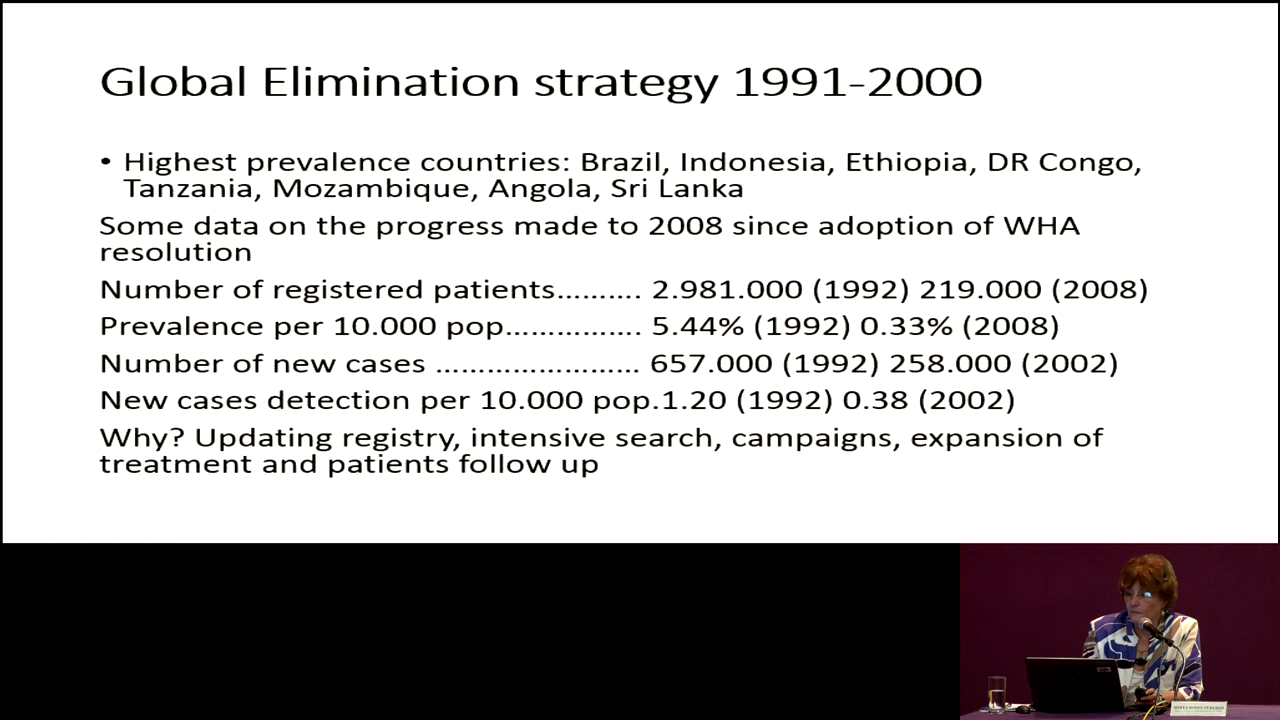 Global Elimination strategy 1991-2000
• Highest prevalence countries: Brazil, Indonesia, Ethiopia, DR Congo,
Tanzania, Mozambique, Angola, Sri Lanka
Some data on the progress made to 2008 since adoption of WHA
resolution
Number of registered patients………. 2.981.000 (1992) 219.000 (2008)
Prevalence per 10.000 pop……………. 5.44% (1992) 0.33% (2008)
Number of new cases …………………… 657.000 (1992) 258.000 (2002)
New cases detection per 10.000 pop.1.20 (1992) 0.38 (2002)
Why? Updating registry, intensive search, campaigns, expansion of
treatment and patients follow up